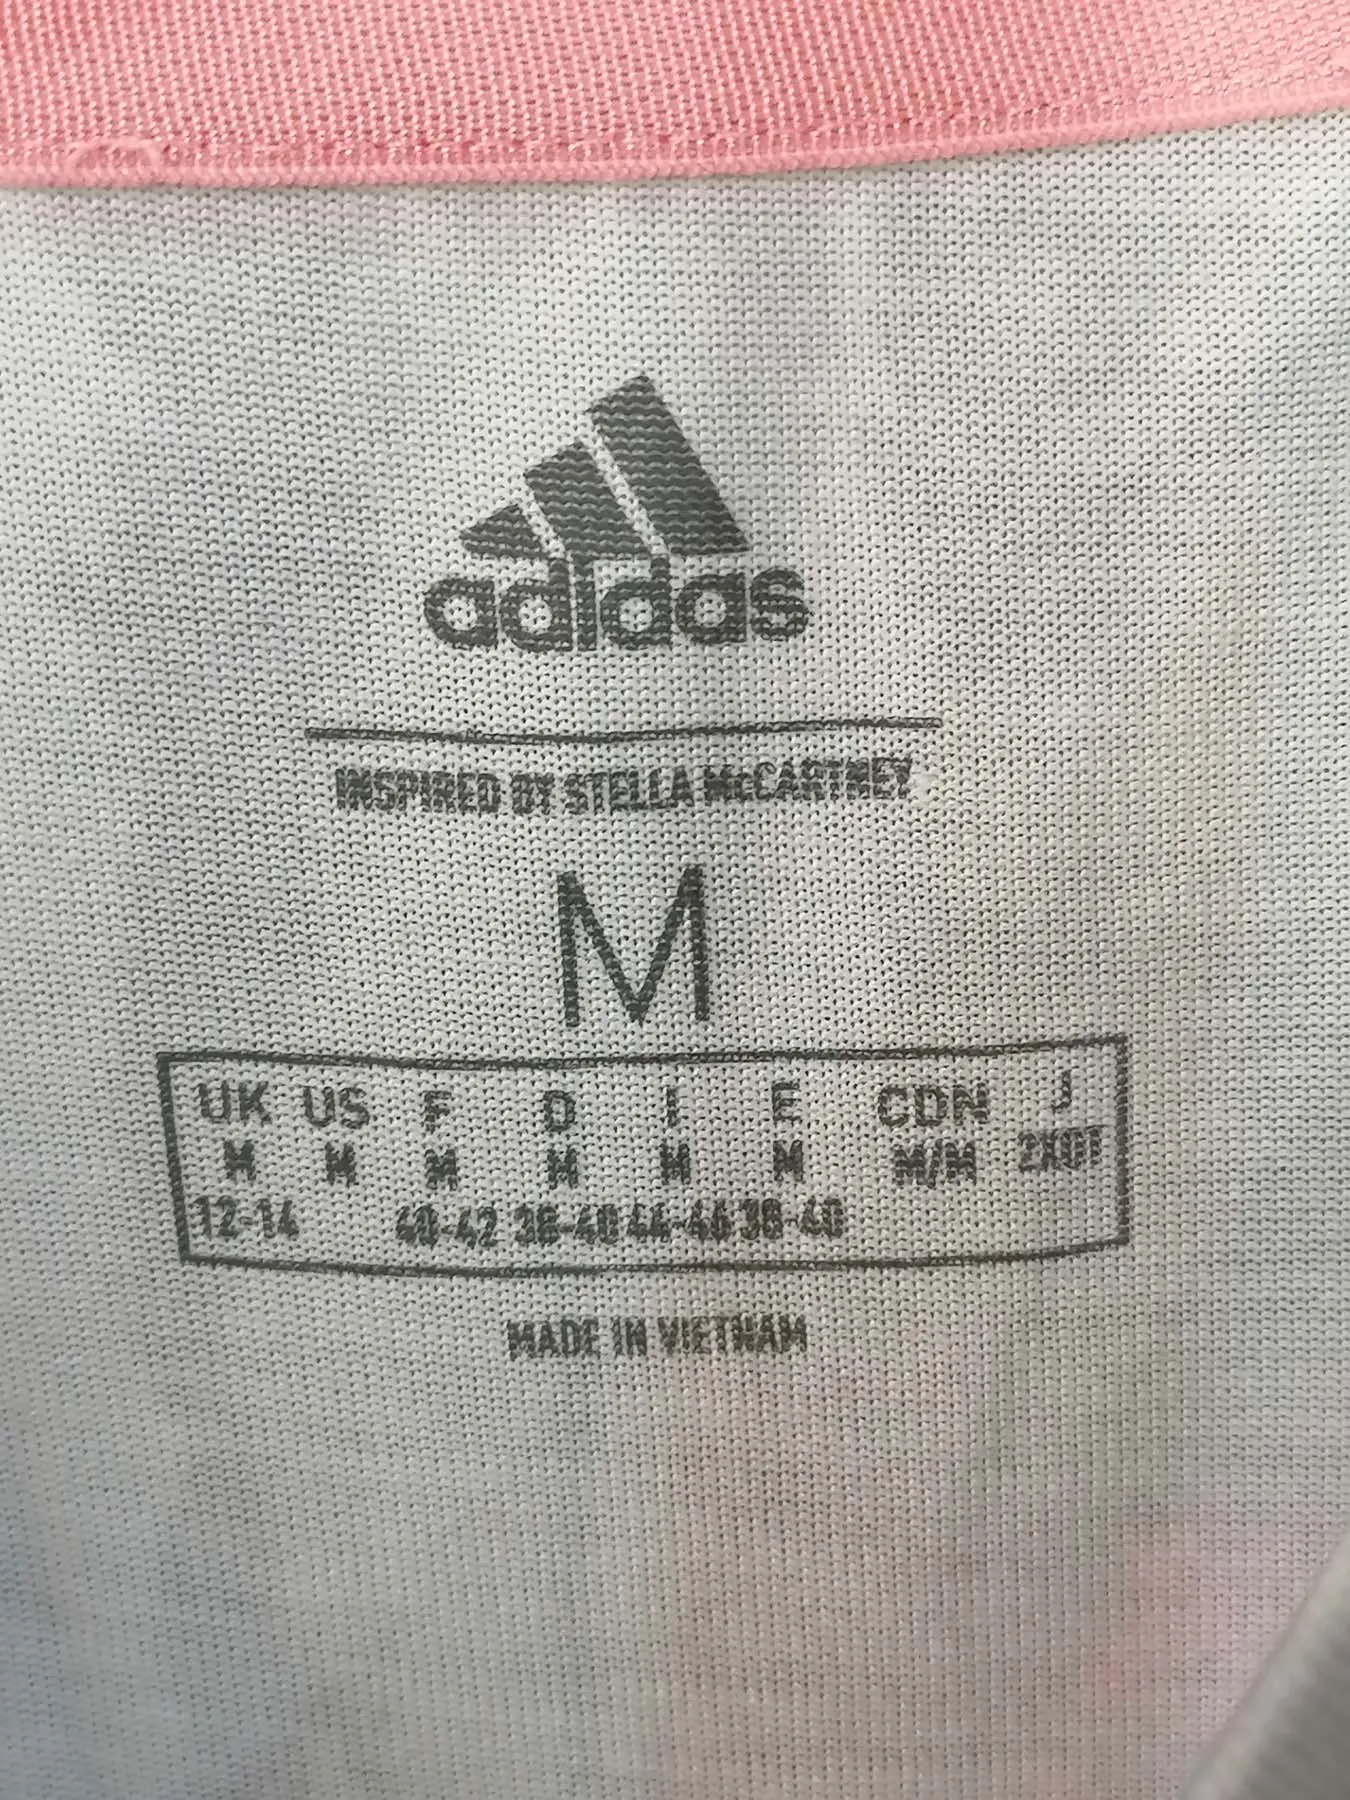 adidas
INSPIRED BY STELLA McCARTNEY
M
UK US F D I E CDN J
M M M M M M M/M 2XOT
12-14 40-42 38-40 44-46 38-40
MADE IN VIETNAM